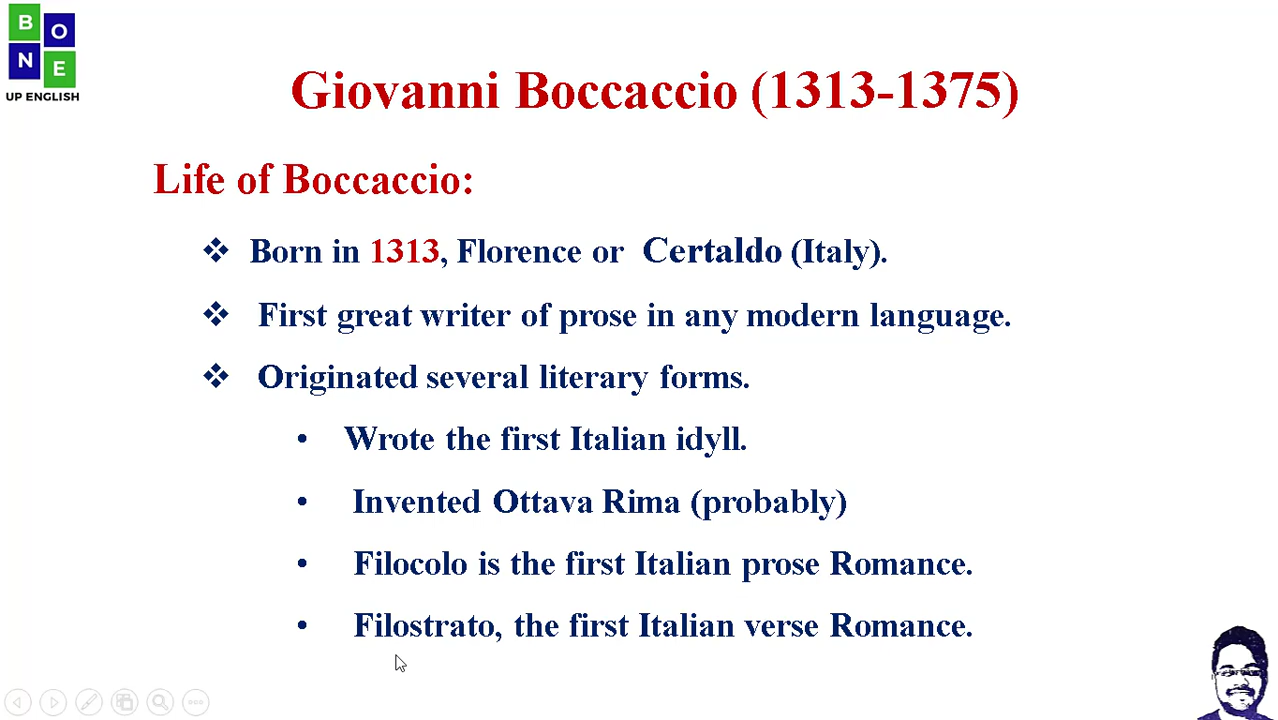 B
O
N
E
UP ENGLISH
Giovanni Boccaccio (1313-1375)
Life of Boccaccio:
❖ Born in 1313, Florence or Certaldo (Italy).
❖ First great writer of prose in any modern language.
❖ Originated several literary forms.
• Wrote the first Italian idyll.
• Invented Ottava Rima (probably)
• Filocolo is the first Italian prose Romance.
• Filostrato, the first Italian verse Romance.